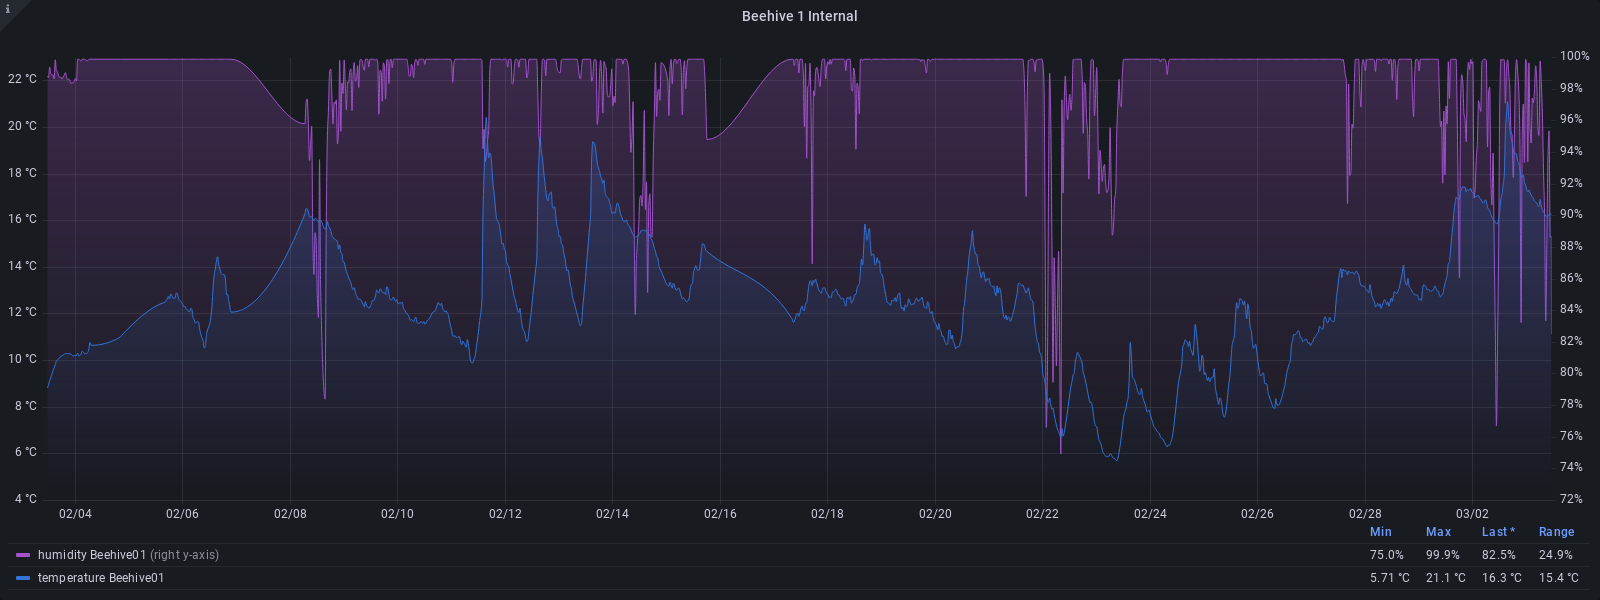 i
Beehive 1 Internal
22 °C
20 °C
18 °C
16 °C
14 °C
12 °C
10 °C
8 °C
6 °C
4 °C
100%
98%
96%
94%
92%
90%
88%
86%
84%
82%
80%
78%
76%
74%
72%
02/04 02/06 02/08 02/10 02/12 02/14 02/16 02/18 02/20 02/22 02/24 02/26 02/28 03/02
Min Max Last * Range
humidity Beehive01 (right y-axis) 75.0% 99.9% 82.5% 24.9%
temperature Beehive01 5.71 °C 21.1 °C 16.3 °C 15.4 °C